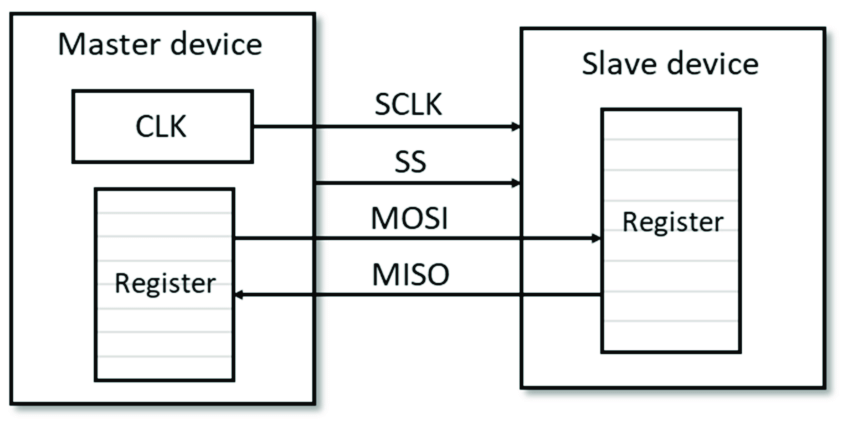 Master device
Slave device
CLK
SCLK
SS
MOSI
MISO
Register
Register